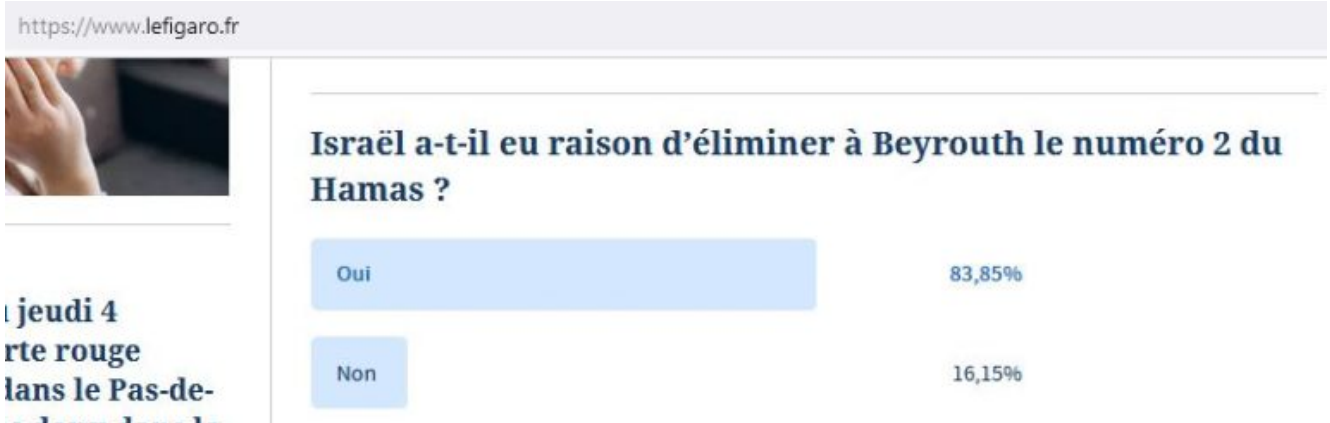 https://www.lefigaro.fr
Israël a-t-il eu raison d'éliminer à Beyrouth le numéro 2 du
Hamas ?
Oui 83,85%
Non 16,15%
jeudi 4
rte rouge
dans le Pas-de-